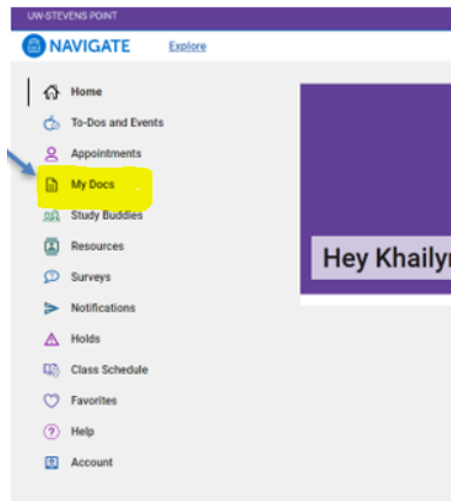 UW-STEVENS POINT
NAVIGATE Explore
Home
To-Dos and Events
Appointments
My Docs
Study Buddies
Resources
Hey Khailyn
Surveys
Notifications
Holds
Class Schedule
Favorites
Help
Account